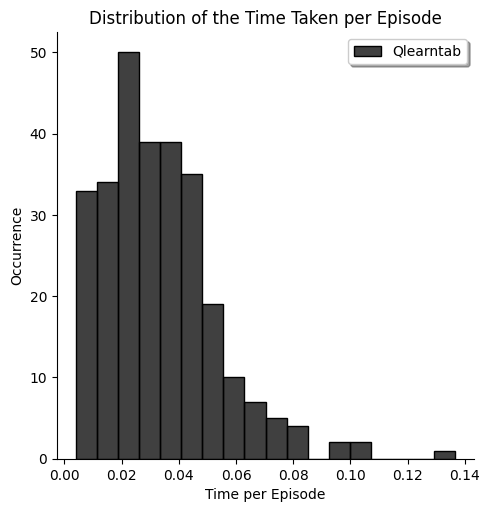 Distribution of the Time Taken per Episode
Qlearntab
50
40
30
20
10
0
Occurrence
0.00 0.02 0.04 0.06 0.08 0.10 0.12 0.14
Time per Episode